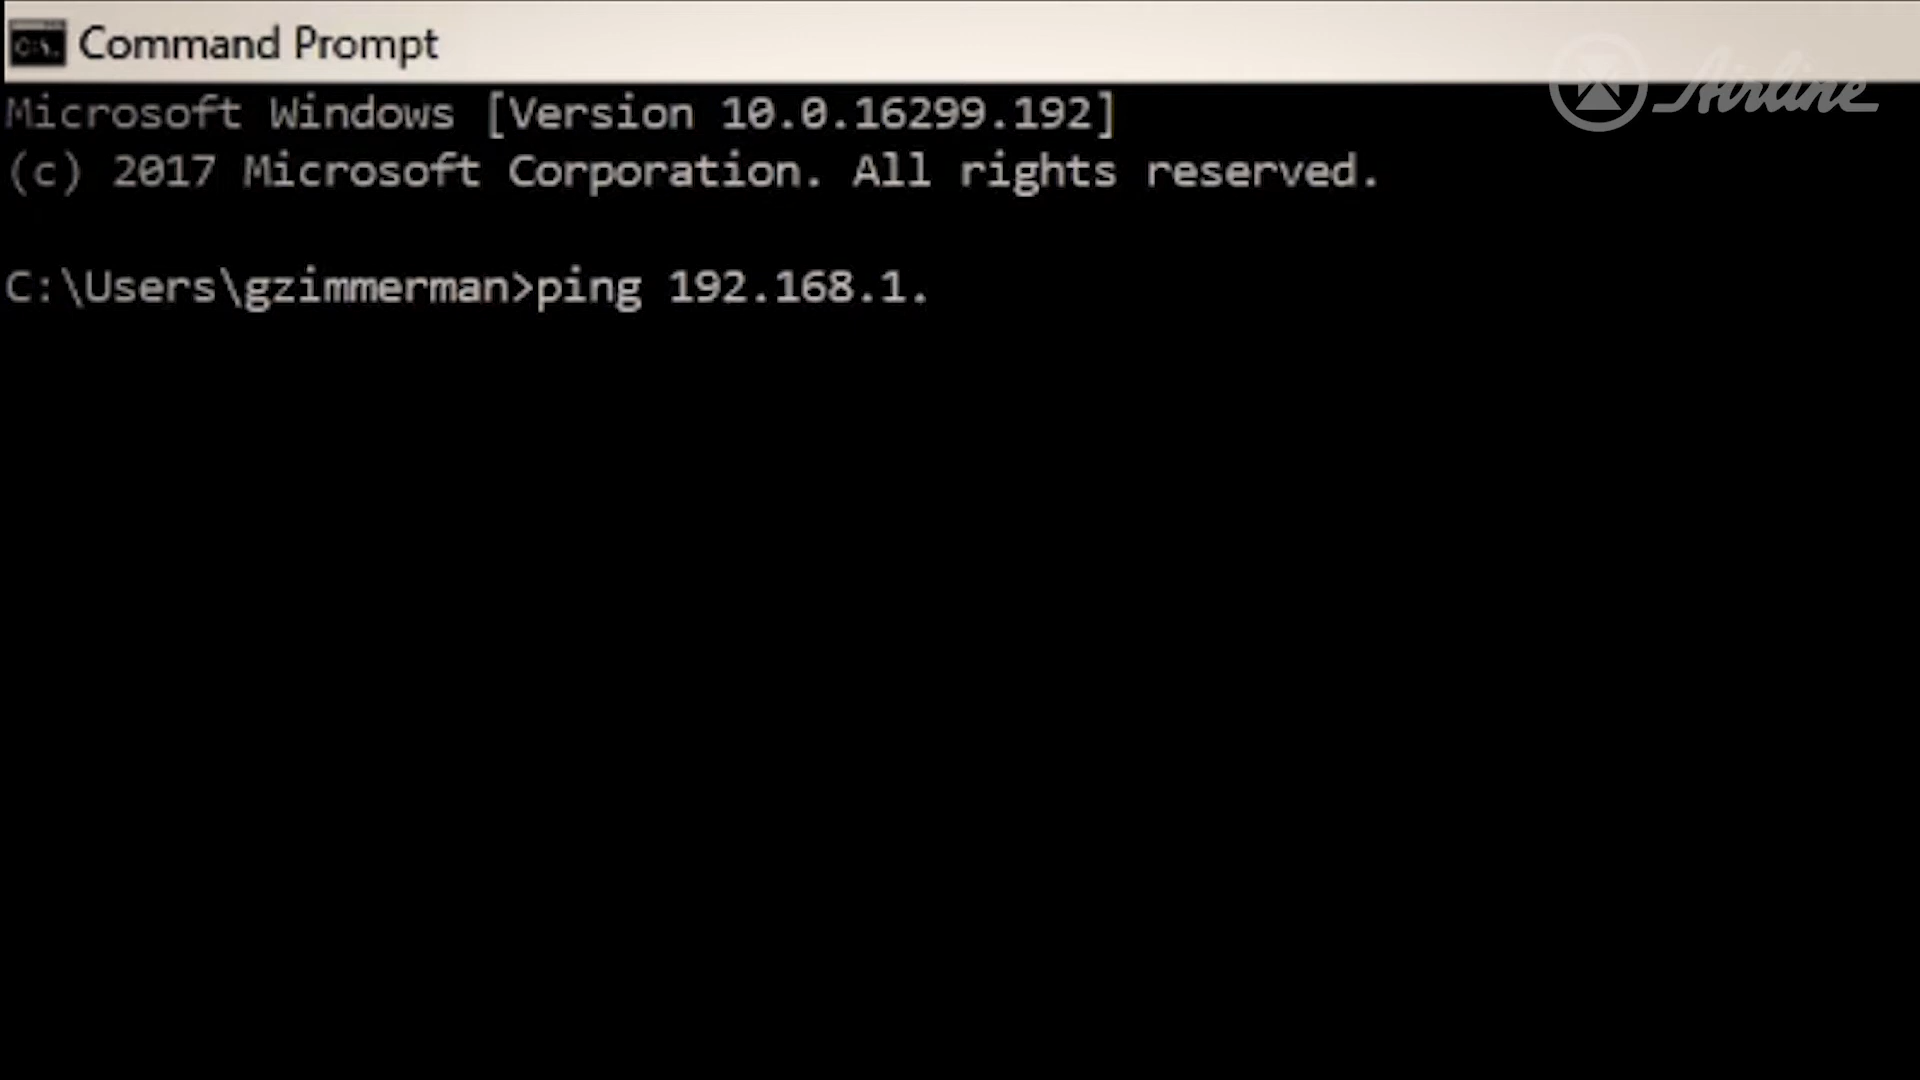 Command Prompt
Airline
Microsoft Windows [Version 10.0.16299.192]
(c) 2017 Microsoft Corporation. All rights reserved.
C:\Users\gzimmerman>ping 192.168.1.